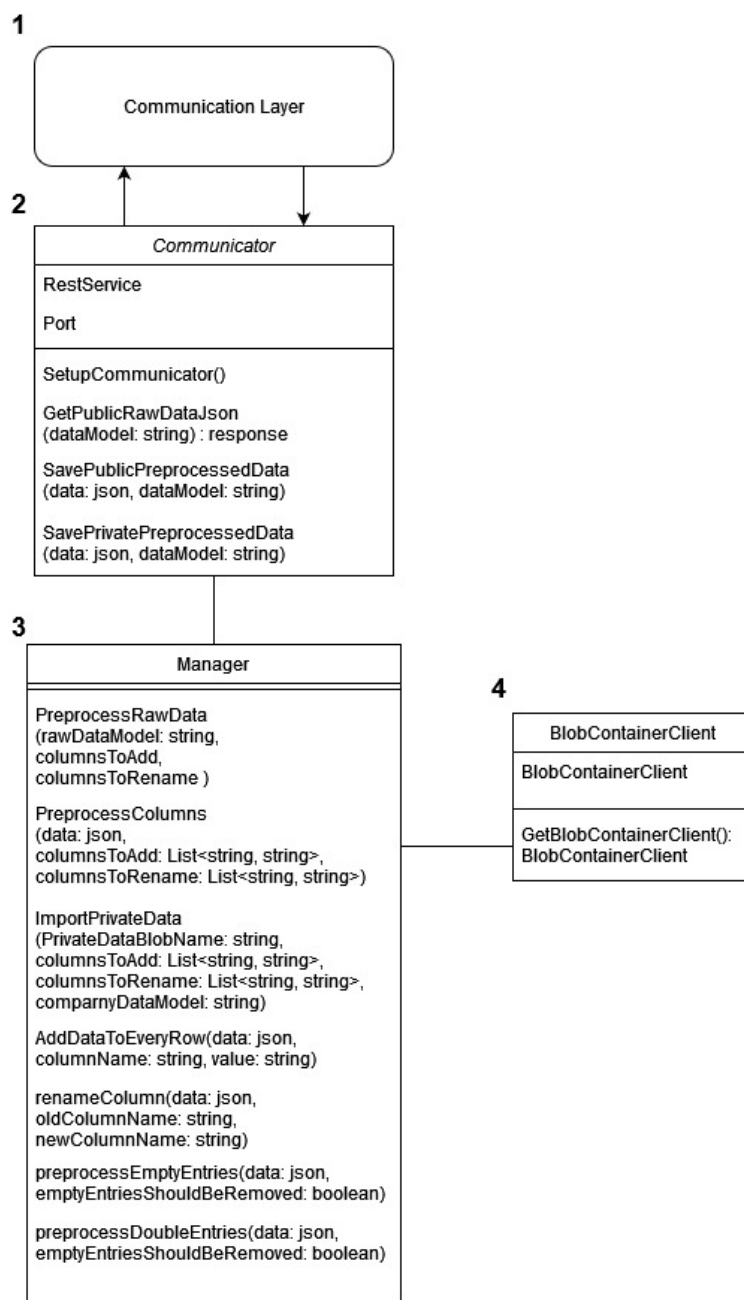 1
Communication Layer
2
Communicator
RestService
Port
SetupCommunicator()
GetPublicRawDataJson
(dataModel: string) : response
SavePublicPreprocessedData
(data: json, dataModel: string)
SavePrivatePreprocessedData
(data: json, dataModel: string)
3
Manager
PreprocessRawData
(rawDataModel: string,
columnsToAdd,
columnsToRename )
PreprocessColumns
(data: json,
columnsToAdd: List<string, string>,
columnsToRename: List<string, string>)
ImportPrivateData
(PrivateDataBlobName: string,
columnsToAdd: List<string, string>,
columnsToRename: List<string, string>,
comparnyDataModel: string)
AddDataToEveryRow(data: json,
columnName: string, value: string)
renameColumn(data: json,
oldColumnName: string,
newColumnName: string)
preprocessEmptyEntries(data: json,
emptyEntriesShouldBeRemoved: boolean)
preprocessDoubleEntries(data: json,
emptyEntriesShouldBeRemoved: boolean)
4
BlobContainerClient
BlobContainerClient
GetBlobContainerClient():
BlobContainerClient